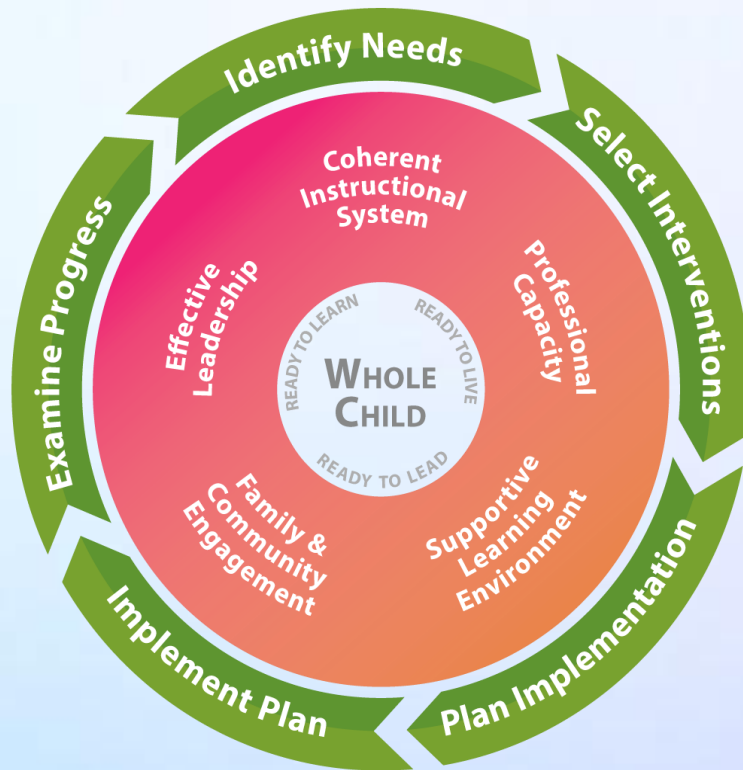 Identify Needs
Select Interventions
Plan Implementation
Implement Plan
Examine Progress
Coherent
Instructional
System
Professional
Capacity
Supportive
Learning
Environment
Family &
Community
Engagement
Effective
Leadership
READY TO LEARN
READY TO LIVE
READY TO LEAD
WHOLE
CHILD